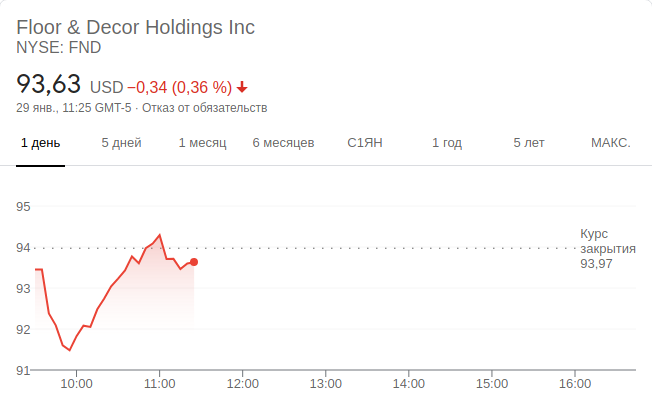 Floor & Decor Holdings Inc
NYSE: FND
93,63 USD −0,34 (0,36 %)
29 янв., 11:25 GMT-5 · Отказ от обязательств
1 день 5 дней 1 месяц 6 месяцев С1ЯН 1 год 5 лет МАКС.
95
94
93
92
91
Курс
закрытия
93,97
10:00 11:00 12:00 13:00 14:00 15:00 16:00